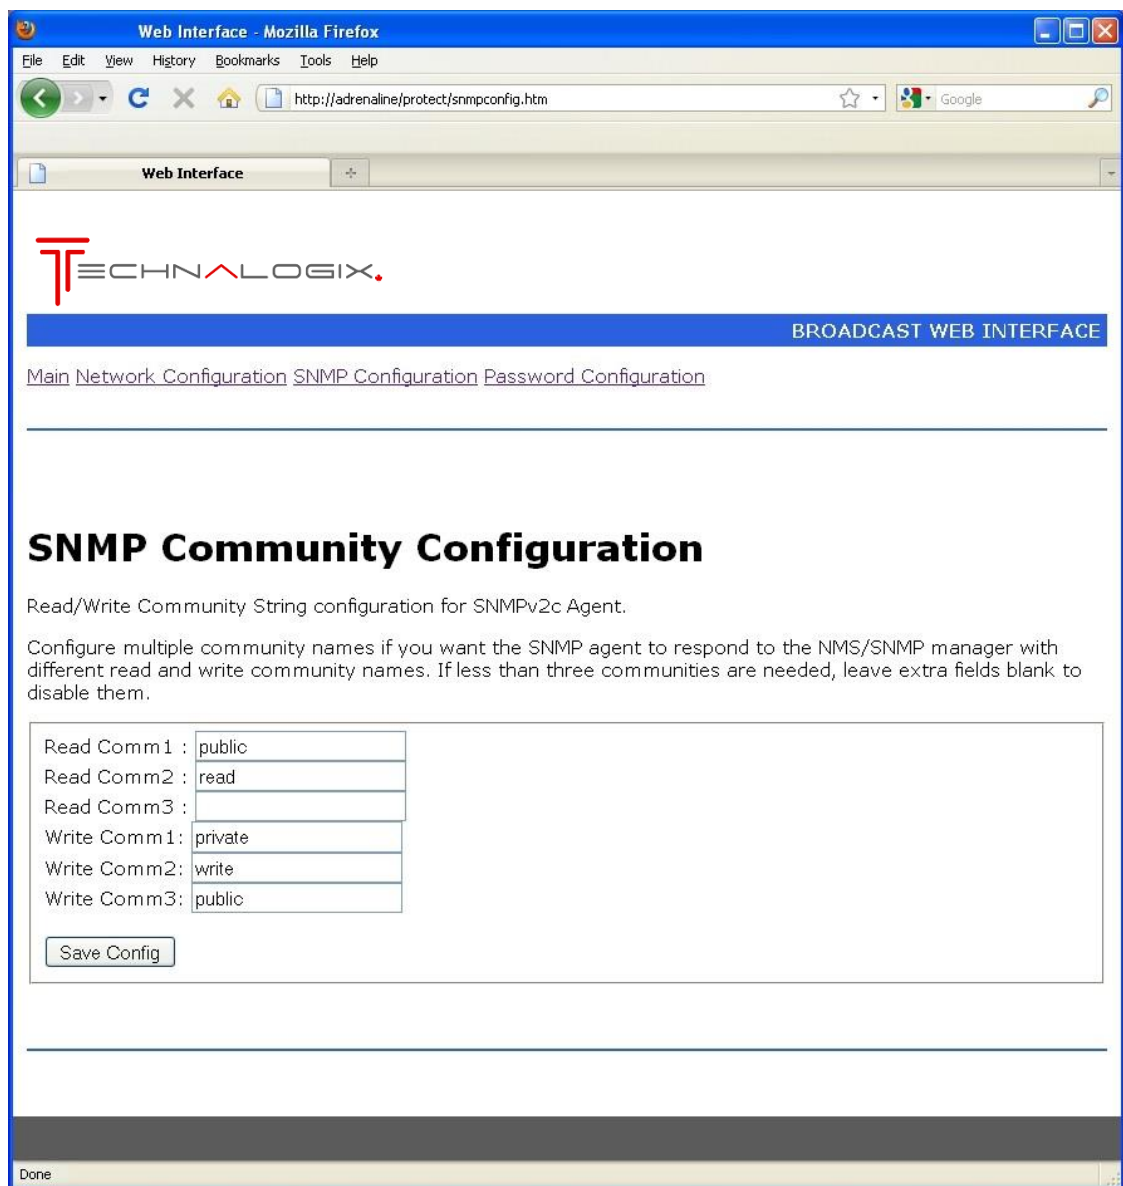 Web Interface - Mozilla Firefox
File Edit View History Bookmarks Tools Help
http://adrenaline/protect/snmpconfig.htm Google
Web Interface
TECHNALOGIX.
BROADCAST WEB INTERFACE
Main Network Configuration SNMP Configuration Password Configuration
SNMP Community Configuration
Read/Write Community String configuration for SNMPv2c Agent.
Configure multiple community names if you want the SNMP agent to respond to the NMS/SNMP manager with
different read and write community names. If less than three communities are needed, leave extra fields blank to
disable them.
Read Comm1 : public
Read Comm2 : read
Read Comm3 :
Write Comm1: private
Write Comm2: write
Write Comm3: public
Save Config
Done